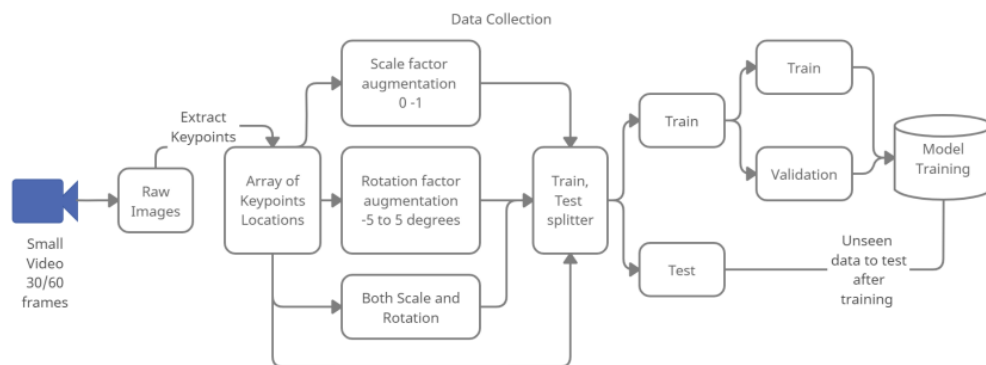 Data Collection
Small
Video
30/60
frames
Raw
Images
Extract
Keypoints
Array of
Keypoints
Locations
Scale factor
augmentation
0 -1
Rotation factor
augmentation
-5 to 5 degrees
Both Scale and
Rotation
Train,
Test
splitter
Train
Test
Train
Validation
Model
Training
Unseen
data to test
after
training